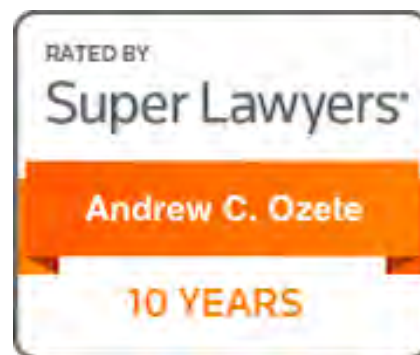 RATED BY
Super Lawyers®
Andrew C. Ozete
10 YEARS